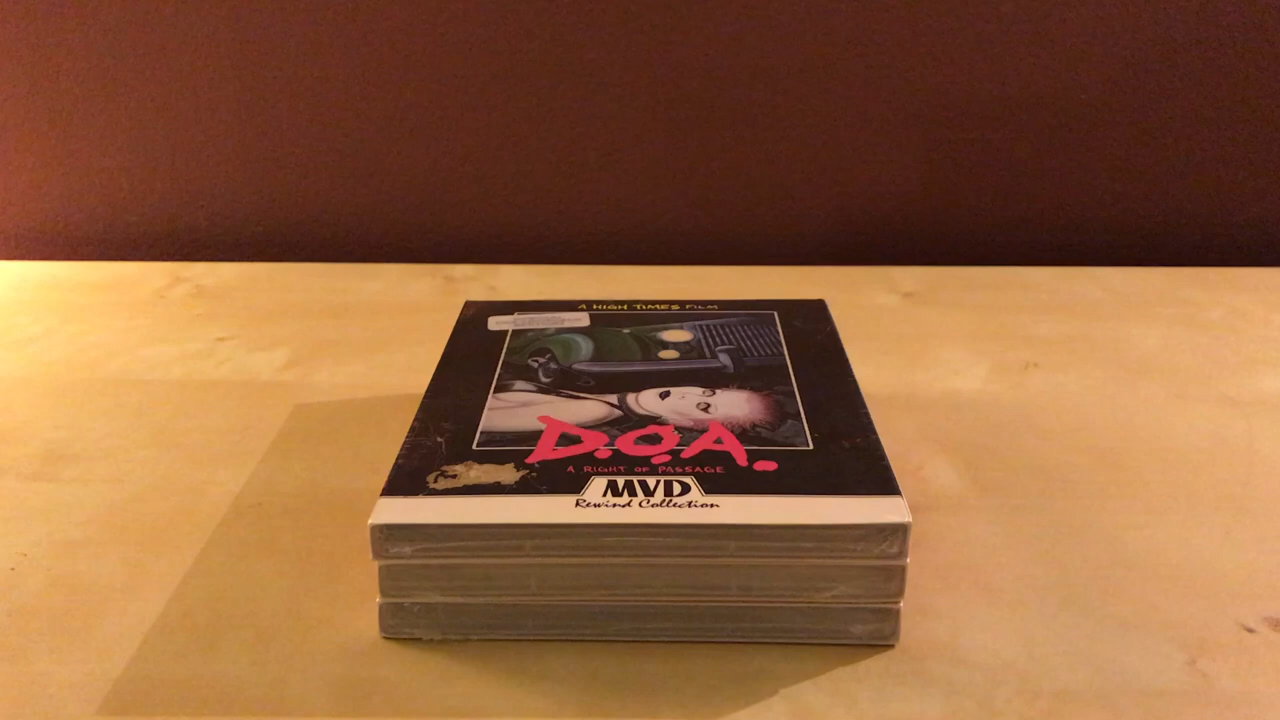 A HIGH TIMES FILM
D.O.A.
A RIGHT OF PASSAGE
MVD
Rewind Collection